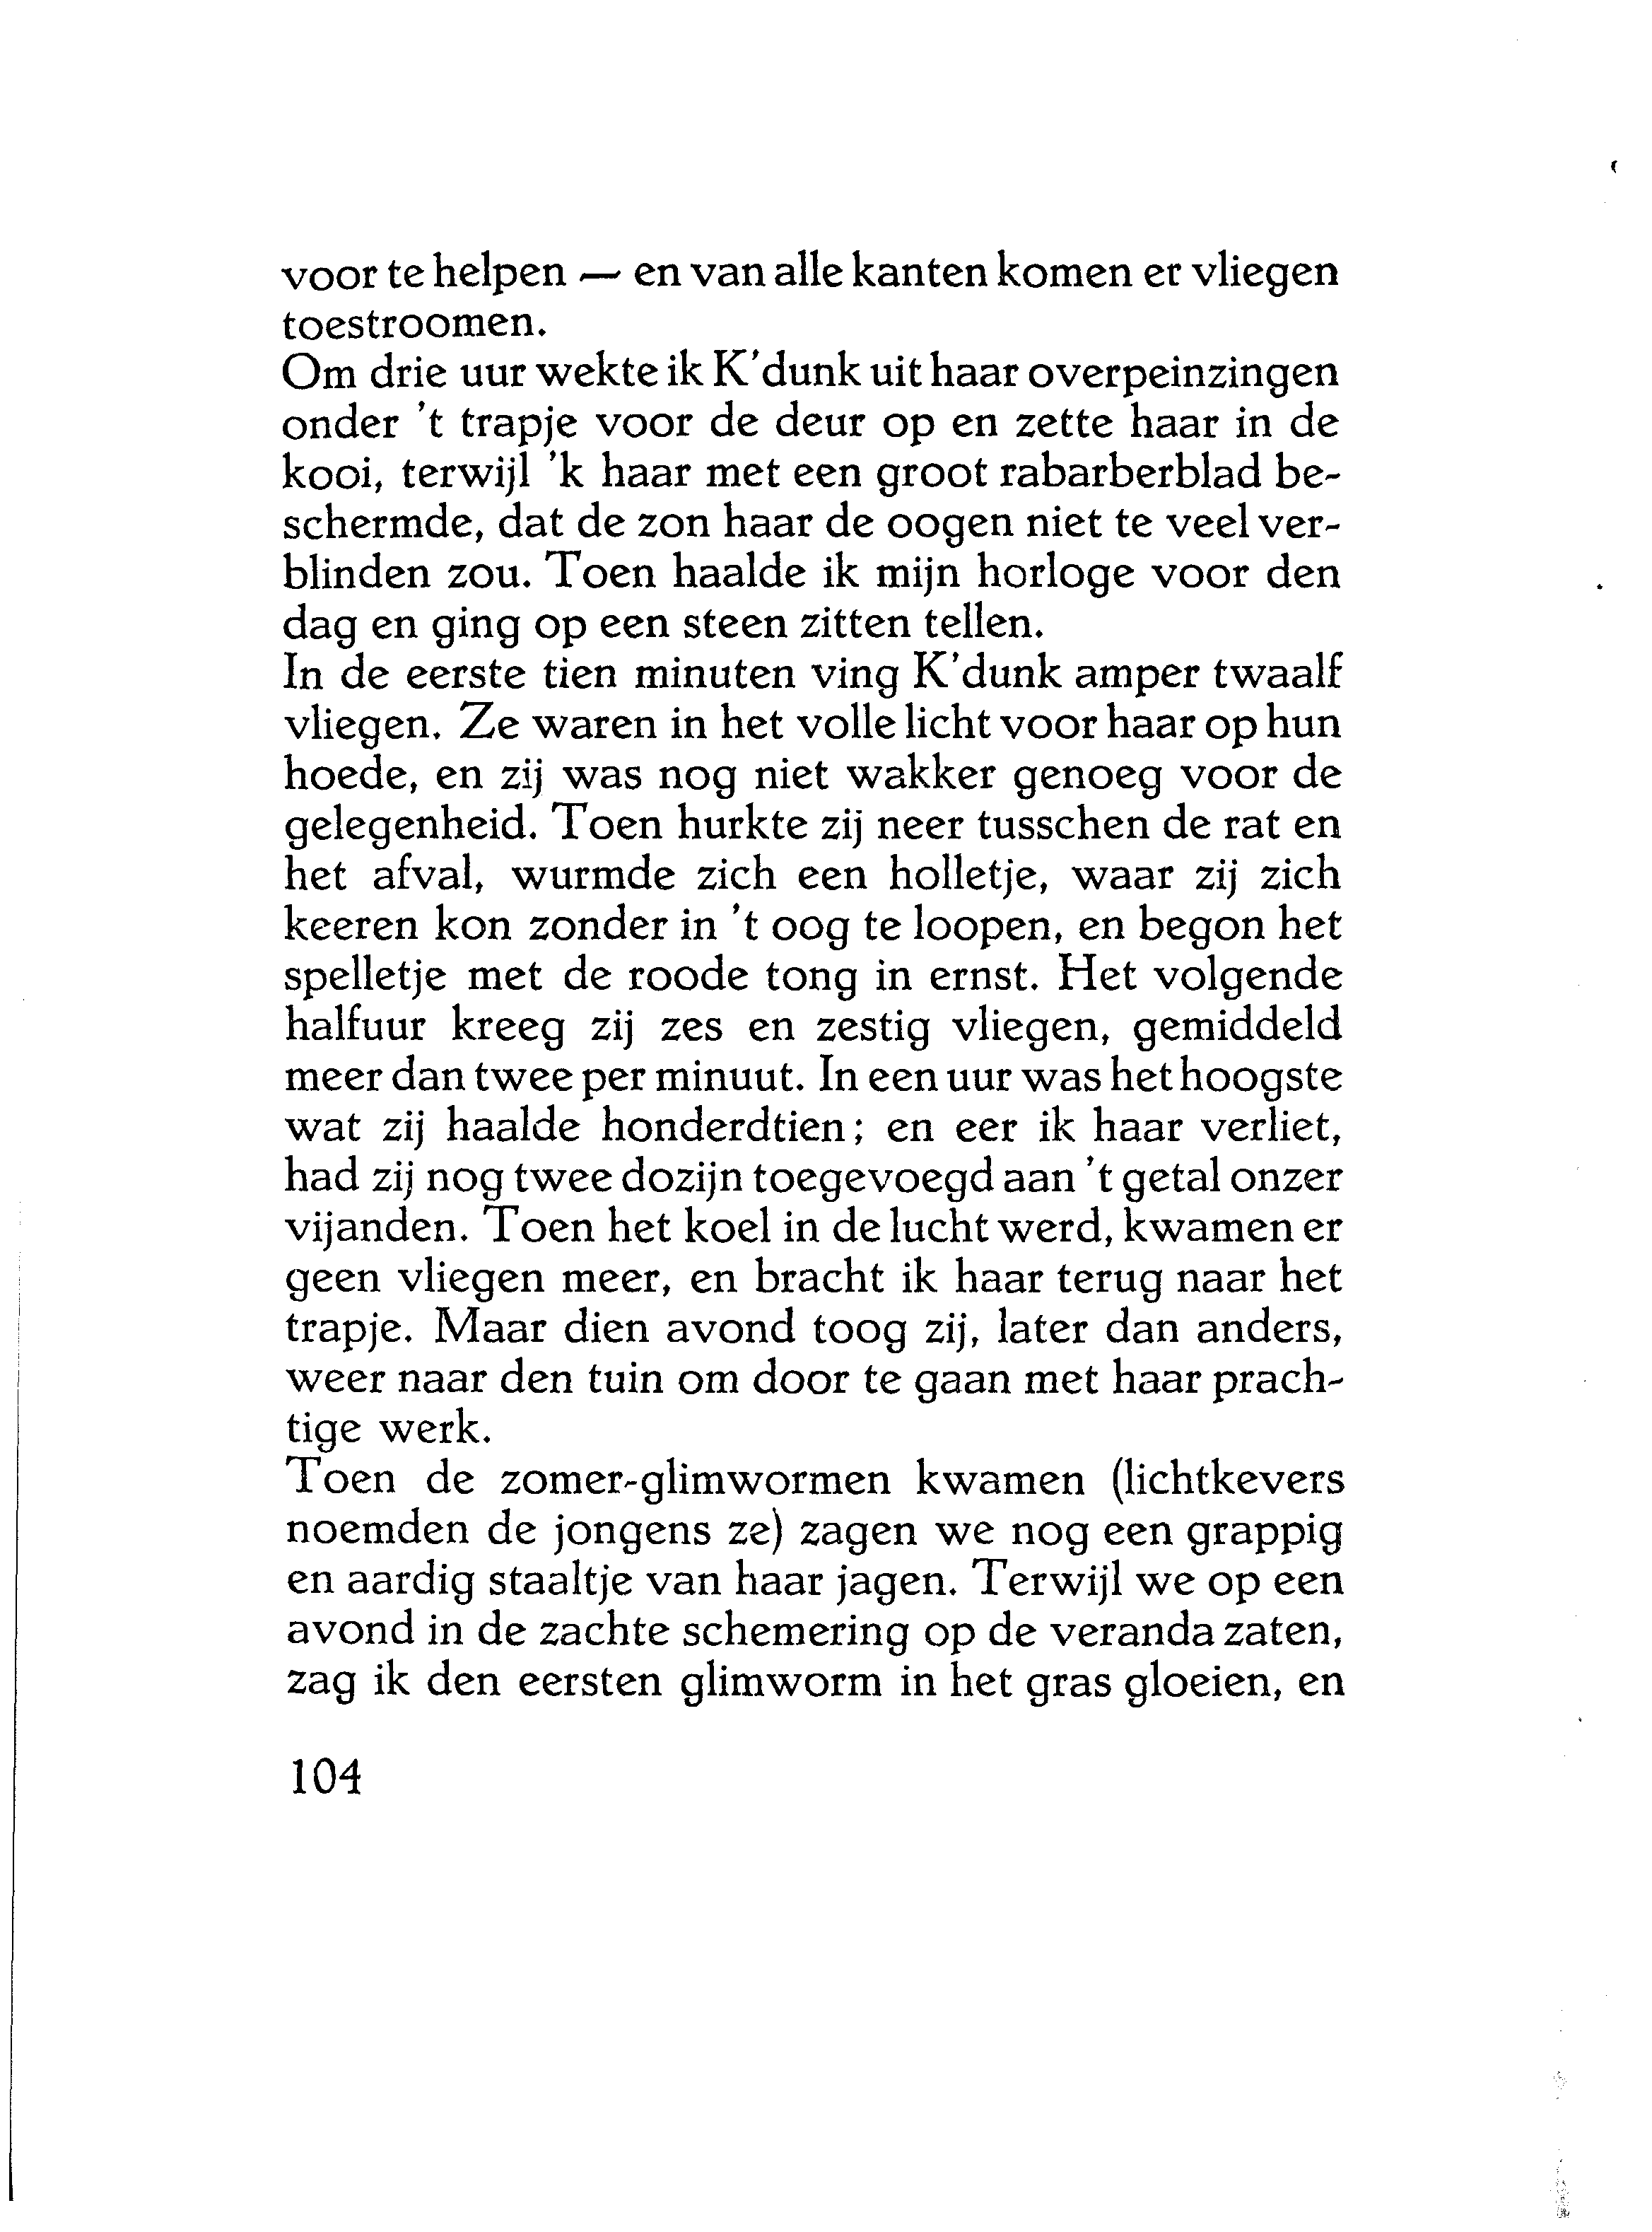 voor te helpen — en van alle kanten komen er vliegen
toestroomen.
Om drie uur wekte ik K'dunk uit haar overpeinzingen
onder 't trapje voor de deur op en zette haar in de
kooi, terwijl 'k haar met een groot rabarberblad be-
schermde, dat de zon haar de oogen niet te veel ver-
blinden zou. Toen haalde ik mijn horloge voor den
dag en ging op een steen zitten tellen.
In de eerste tien minuten ving K'dunk amper twaalf
vliegen. Ze waren in het volle licht voor haar op hun
hoede, en zij was nog niet wakker genoeg voor de
gelegenheid. Toen hurkte zij neer tusschen de rat en
het afval, wurmde zich een holletje, waar zij zich
keeren kon zonder in 't oog te loopen, en begon het
spelletje met de roode tong in ernst. Het volgende
halfuur kreeg zij zes en zestig vliegen, gemiddeld
meer dan twee per minuut. In een uur was het hoogste
wat zij haalde honderdtien; en eer ik haar verliet,
had zij nog twee dozijn toegevoegd aan 't getal onzer
vijanden. Toen het koel in de lucht werd, kwamen er
geen vliegen meer, en bracht ik haar terug naar het
trapje. Maar dien avond toog zij, later dan anders,
weer naar den tuin om door te gaan met haar prach-
tige werk.
Toen de zomer-glimwormen kwamen (lichtkevers
noemden de jongens ze) zagen we nog een grappig
en aardig staaltje van haar jagen. Terwijl we op een
avond in de zachte schemering op de veranda zaten,
zag ik den eersten glimworm in het gras gloeien, en
104